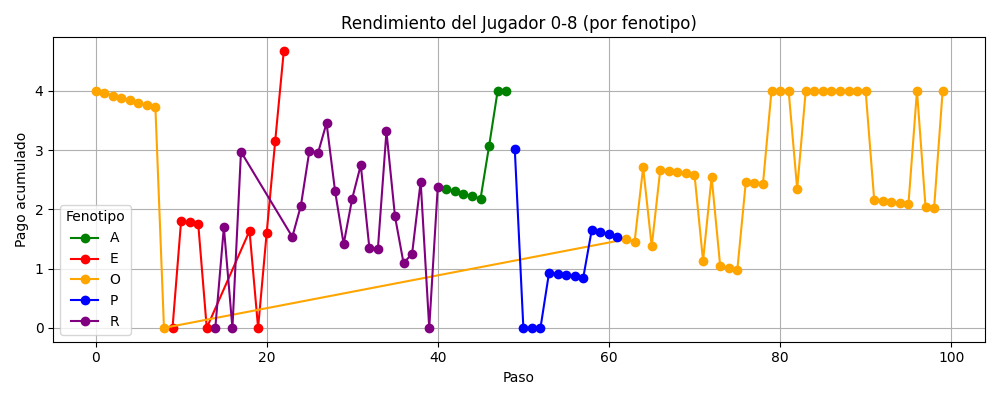 Rendimiento del Jugador 0-8 (por fenotipo)
Pago acumulado
4
3
2
1
0
Fenotipo
A
E
O
P
R
0
20
40
60
80
100
Paso